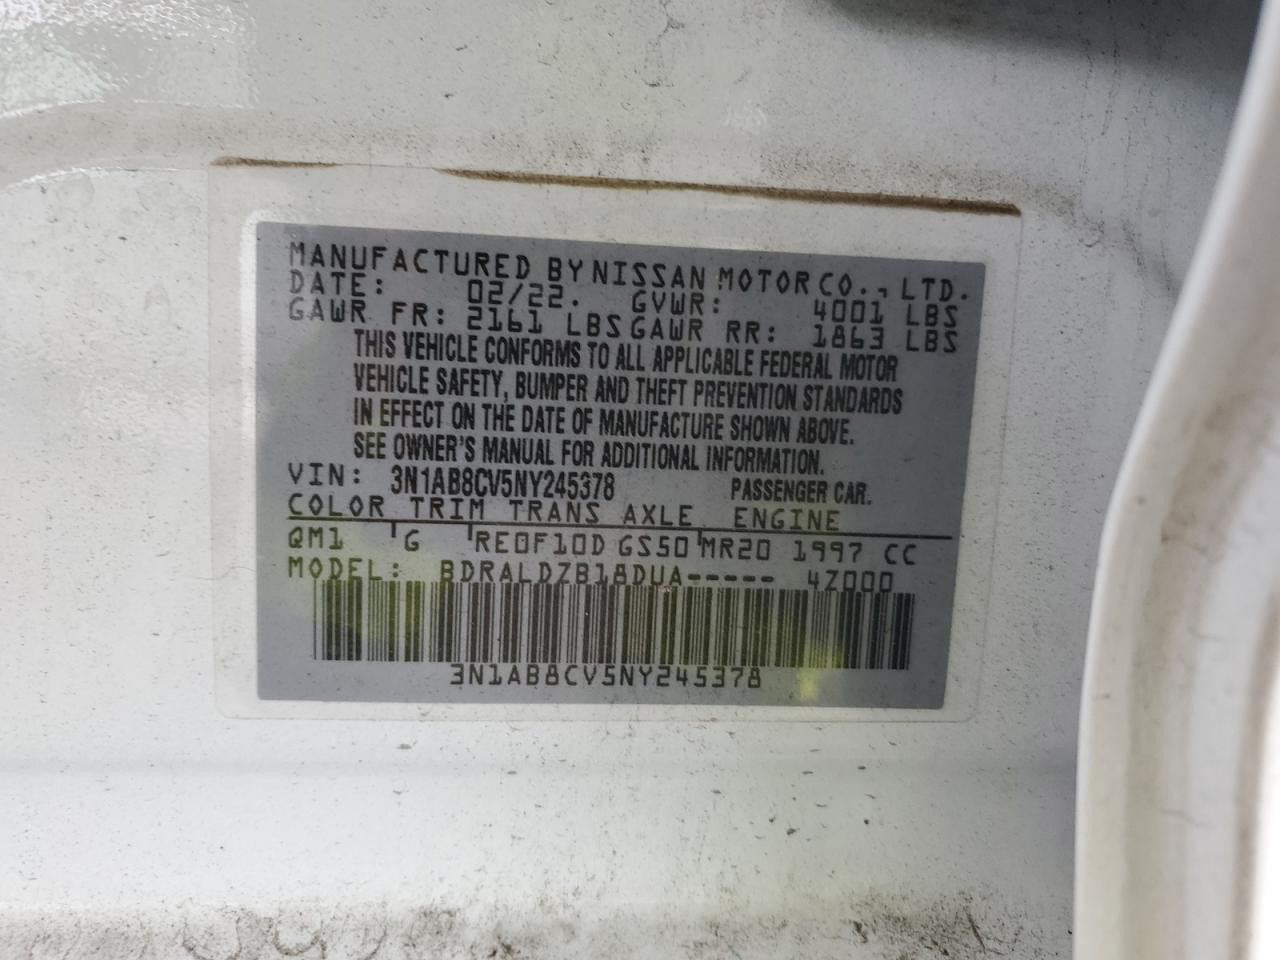 MANUFACTURED BY NISSAN MOTOR CO., LTD.
DATE: 02/22. GVWR: 4001 LBS
GAWR FR: 2161 LBS GAWR RR: 1863 LBS
THIS VEHICLE CONFORMS TO ALL APPLICABLE FEDERAL MOTOR
VEHICLE SAFETY, BUMPER AND THEFT PREVENTION STANDARDS
IN EFFECT ON THE DATE OF MANUFACTURE SHOWN ABOVE.
SEE OWNER'S MANUAL FOR ADDITIONAL INFORMATION.
VIN: 3N1AB8CV5NY245378 PASSENGER CAR.
COLOR TRIM TRANS AXLE ENGINE
QM1 G RE0F10D GS50 MR20 1997 CC
MODEL: BDRALDZB18DUA----- 4Z000
3N1AB8CV5NY245378